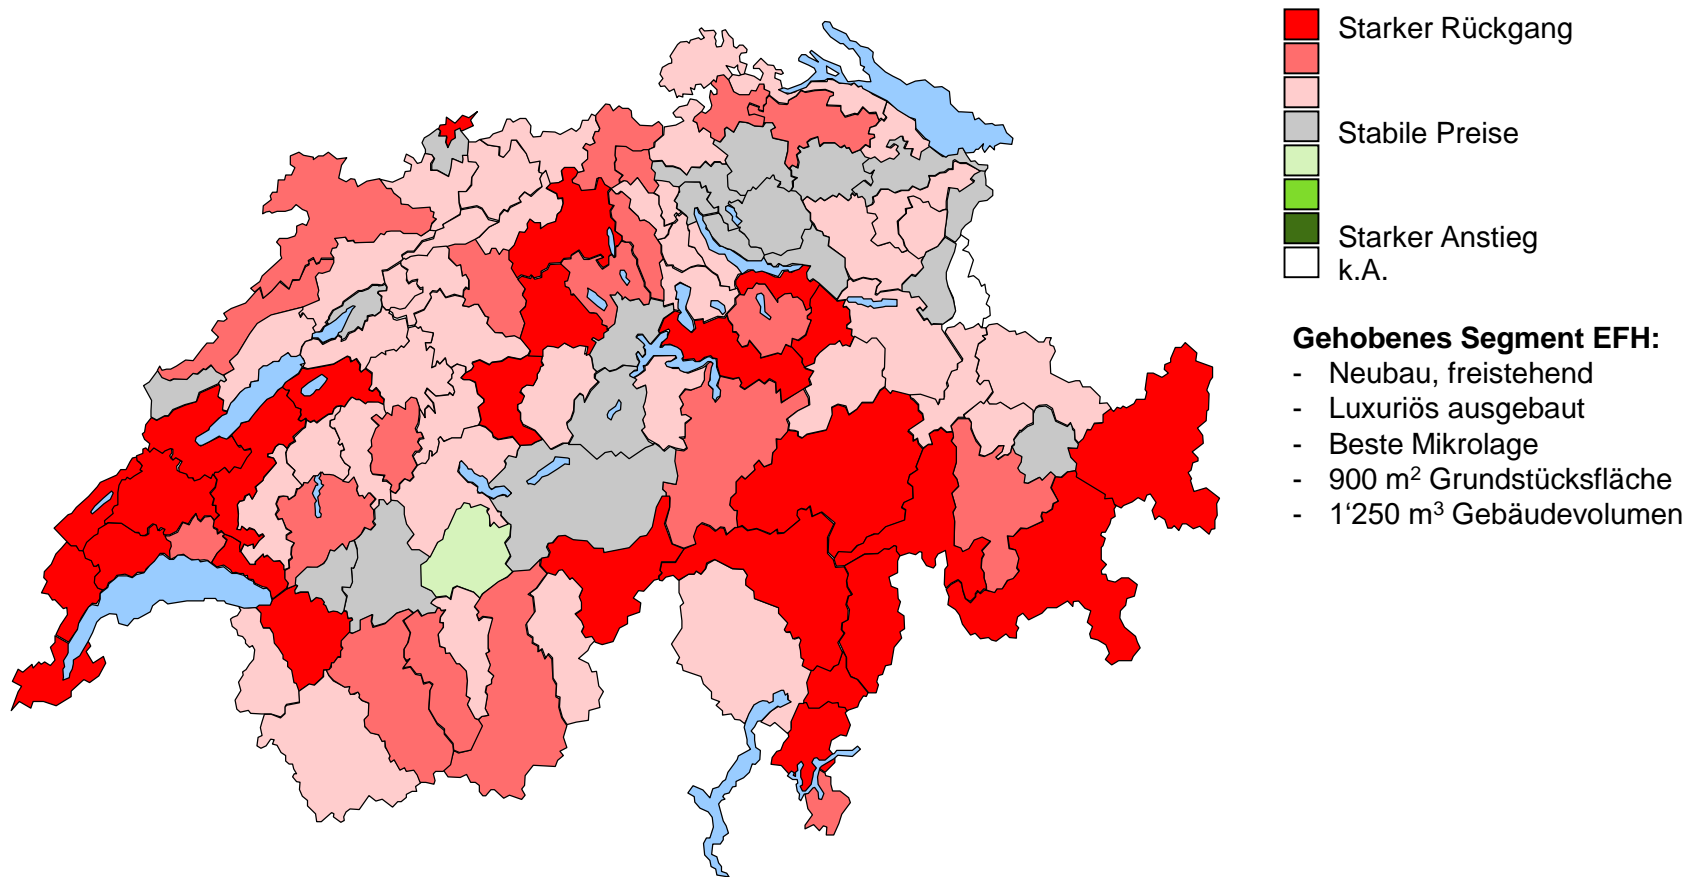 Starker Rückgang
Stabile Preise
Starker Anstieg
k.A.
Gehobenes Segment EFH:
- Neubau, freistehend
- Luxuriös ausgebaut
- Beste Mikrolage
- 900 m² Grundstücksfläche
- 1‘250 m³ Gebäudevolumen